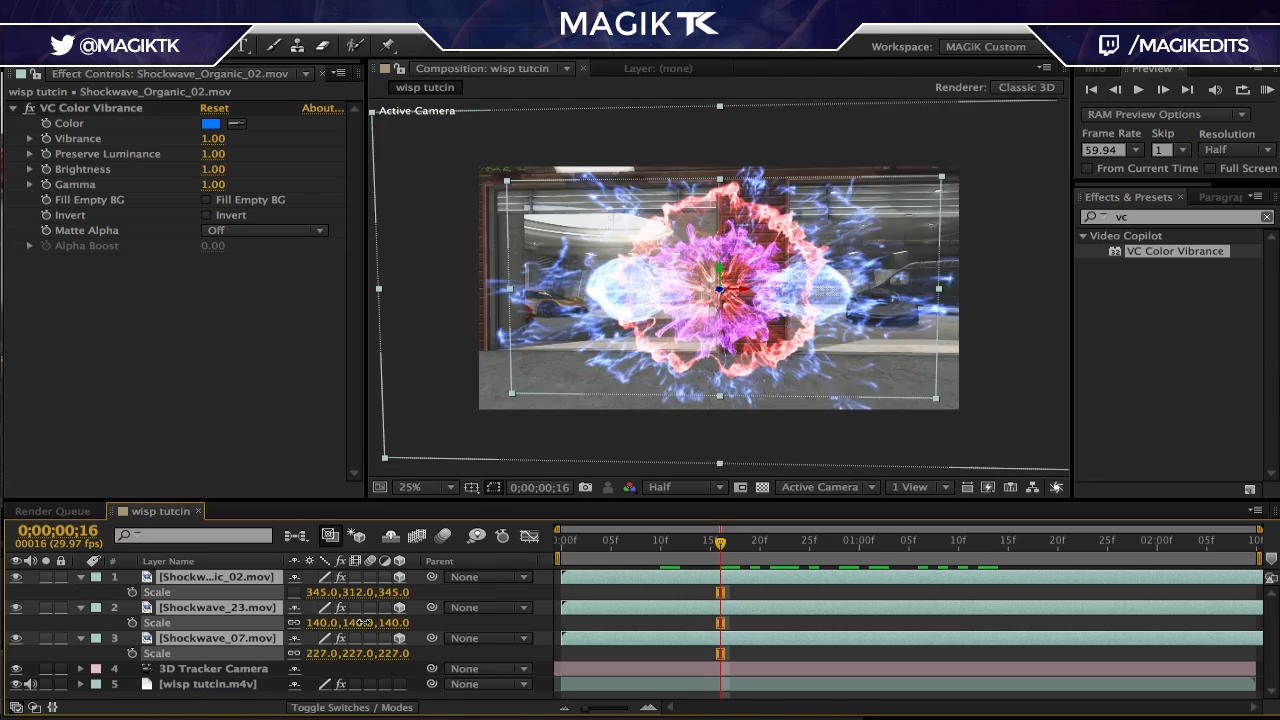 MAGIK TK
@MAGIKTK
/MAGIKEDITS
Workspace: MAGiK Custom
Effect Controls: Shockwave_Organic_02.mov
Composition: wisp tutcin
Layer: (none)
Info
Preview
wisp tutcin • Shockwave_Organic_02.mov
wisp tutcin
Renderer: Classic 3D
fx VC Color Vibrance Reset About...
Color
Vibrance 1.00
Preserve Luminance 1.00
Brightness 1.00
Gamma 1.00
Fill Empty BG Fill Empty BG
Invert Invert
Matte Alpha Off
Alpha Boost 0.00
Active Camera
RAM Preview Options
Frame Rate Skip Resolution
59.94 1 Half
From Current Time Full Screen
Effects & Presets Paragrap
vc
Video Copilot
32 VC Color Vibrance
25% 0;00;00;16 Half Active Camera 1 View
Render Queue wisp tutcin
0;00;00;16
00016 (29.97 fps)
:00f 05f 10f 15f 20f 25f 01:00f 05f 10f 15f 20f 25f 02:00f 05f 10f
# Layer Name fx Parent
1 [Shockw...ic_02.mov] fx None
Scale 345.0,312.0,345.0
2 [Shockwave_23.mov] fx None
Scale 140.0,140.0,140.0
3 [Shockwave_07.mov] fx None
Scale 227.0,227.0,227.0
4 3D Tracker Camera None
5 [wisp tutcin.m4v] fx None
Toggle Switches / Modes